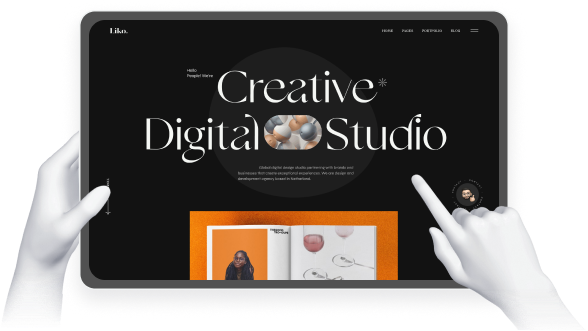 Liko.
HOME PAGES PORTFOLIO BLOG
Hello
People! We're
Creative
Digital Studio
Global digital design studio partnering with brands and
businesses that create exceptional experiences. We are design and
development agency based in Switzerland.